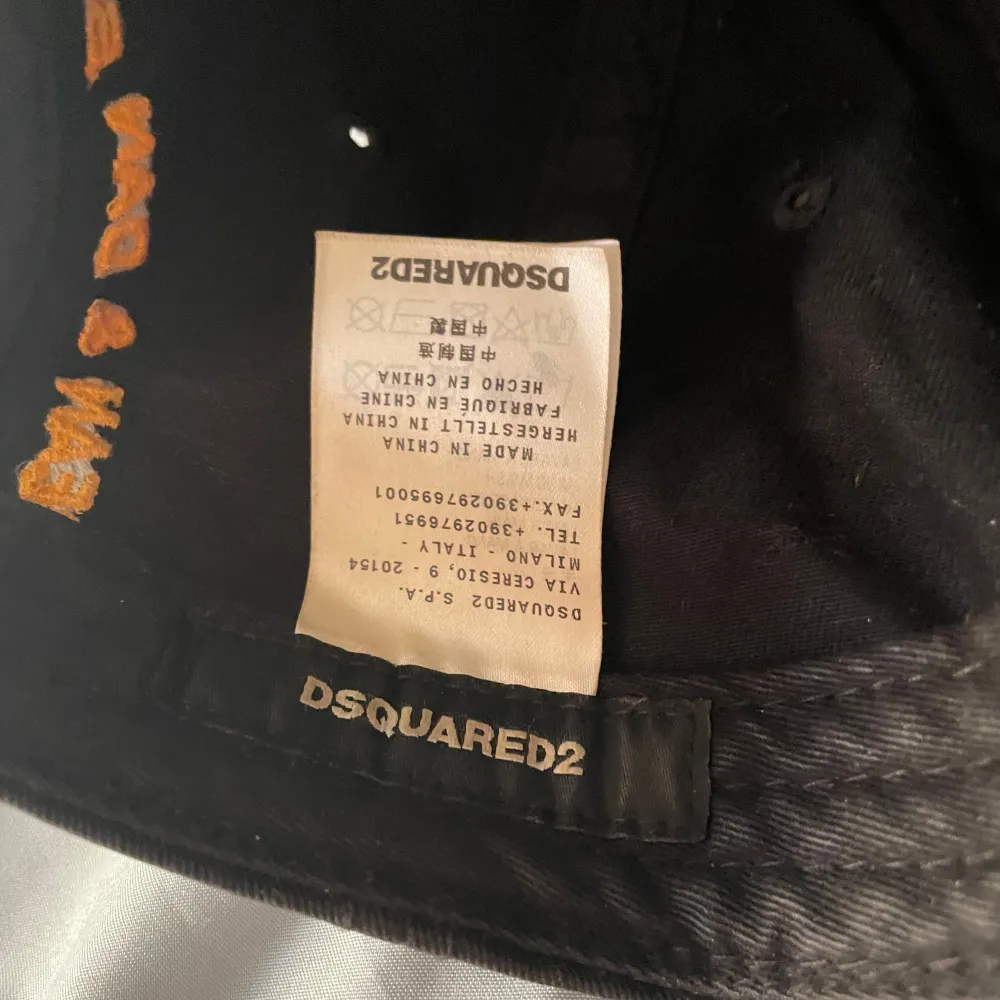 DSQUARED2 S.P.A.
VIA CERESIO, 9 - 20154
MILANO - ITALY -
TEL. +3902976951
FAX.+390297695001
MADE IN CHINA
HERGESTELLT IN CHINA
FABRIQUÉ EN CHINE
HECHO EN CHINA
中国制造
中国製
DSQUARED2
DSQUARED2